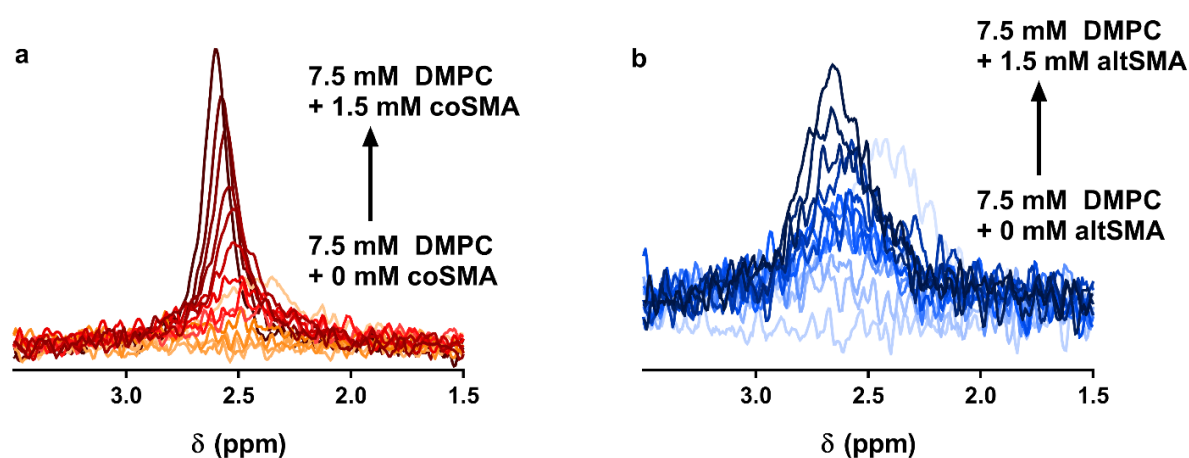 a
7.5 mM DMPC
+ 1.5 mM coSMA
7.5 mM DMPC
+ 0 mM coSMA
3.0 2.5 2.0 1.5
δ (ppm)
b
7.5 mM DMPC
+ 1.5 mM altSMA
7.5 mM DMPC
+ 0 mM altSMA
3.0 2.5 2.0 1.5
δ (ppm)